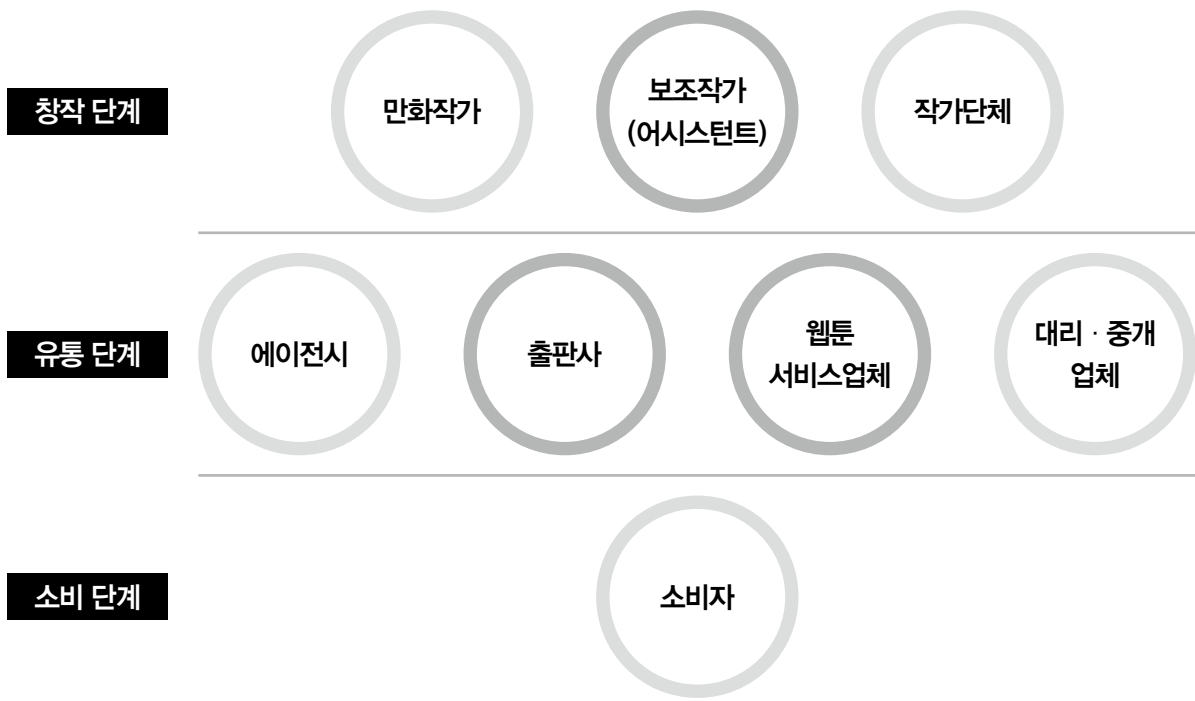 창작 단계
만화작가
보조작가
(어시스턴트)
작가단체
유통 단계
에이전시
출판사
웹툰
서비스업체
대리 · 중개
업체
소비 단계
소비자